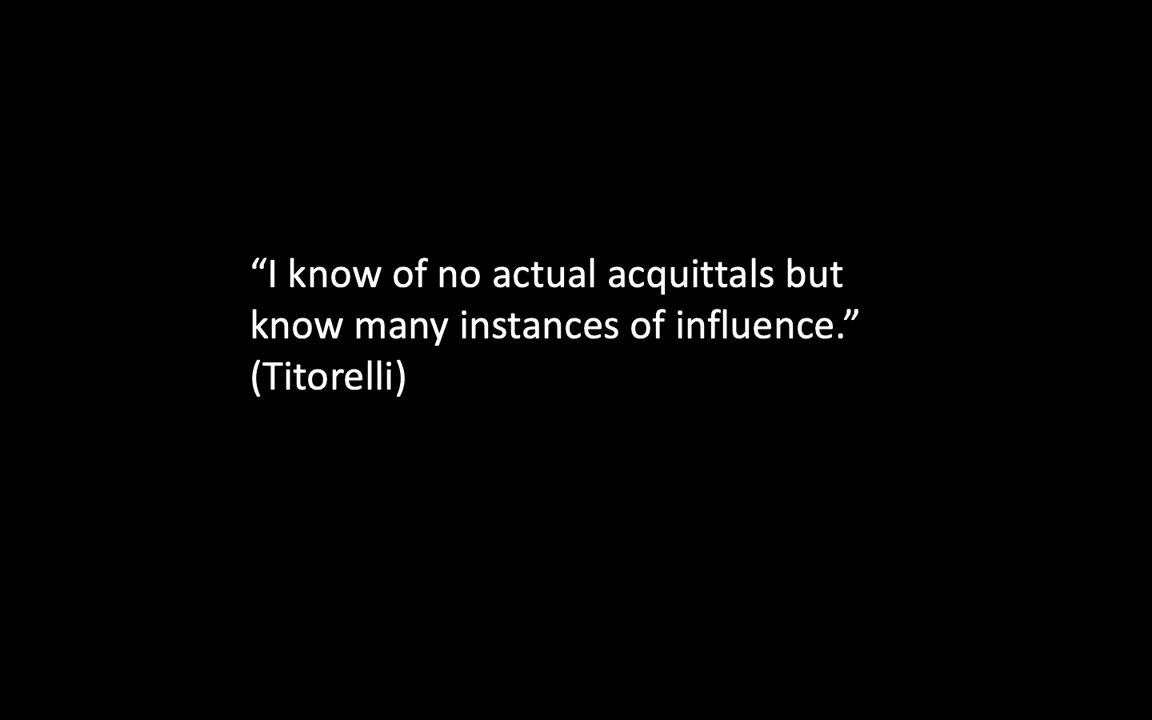 “I know of no actual acquittals but
know many instances of influence.”
(Titorelli)